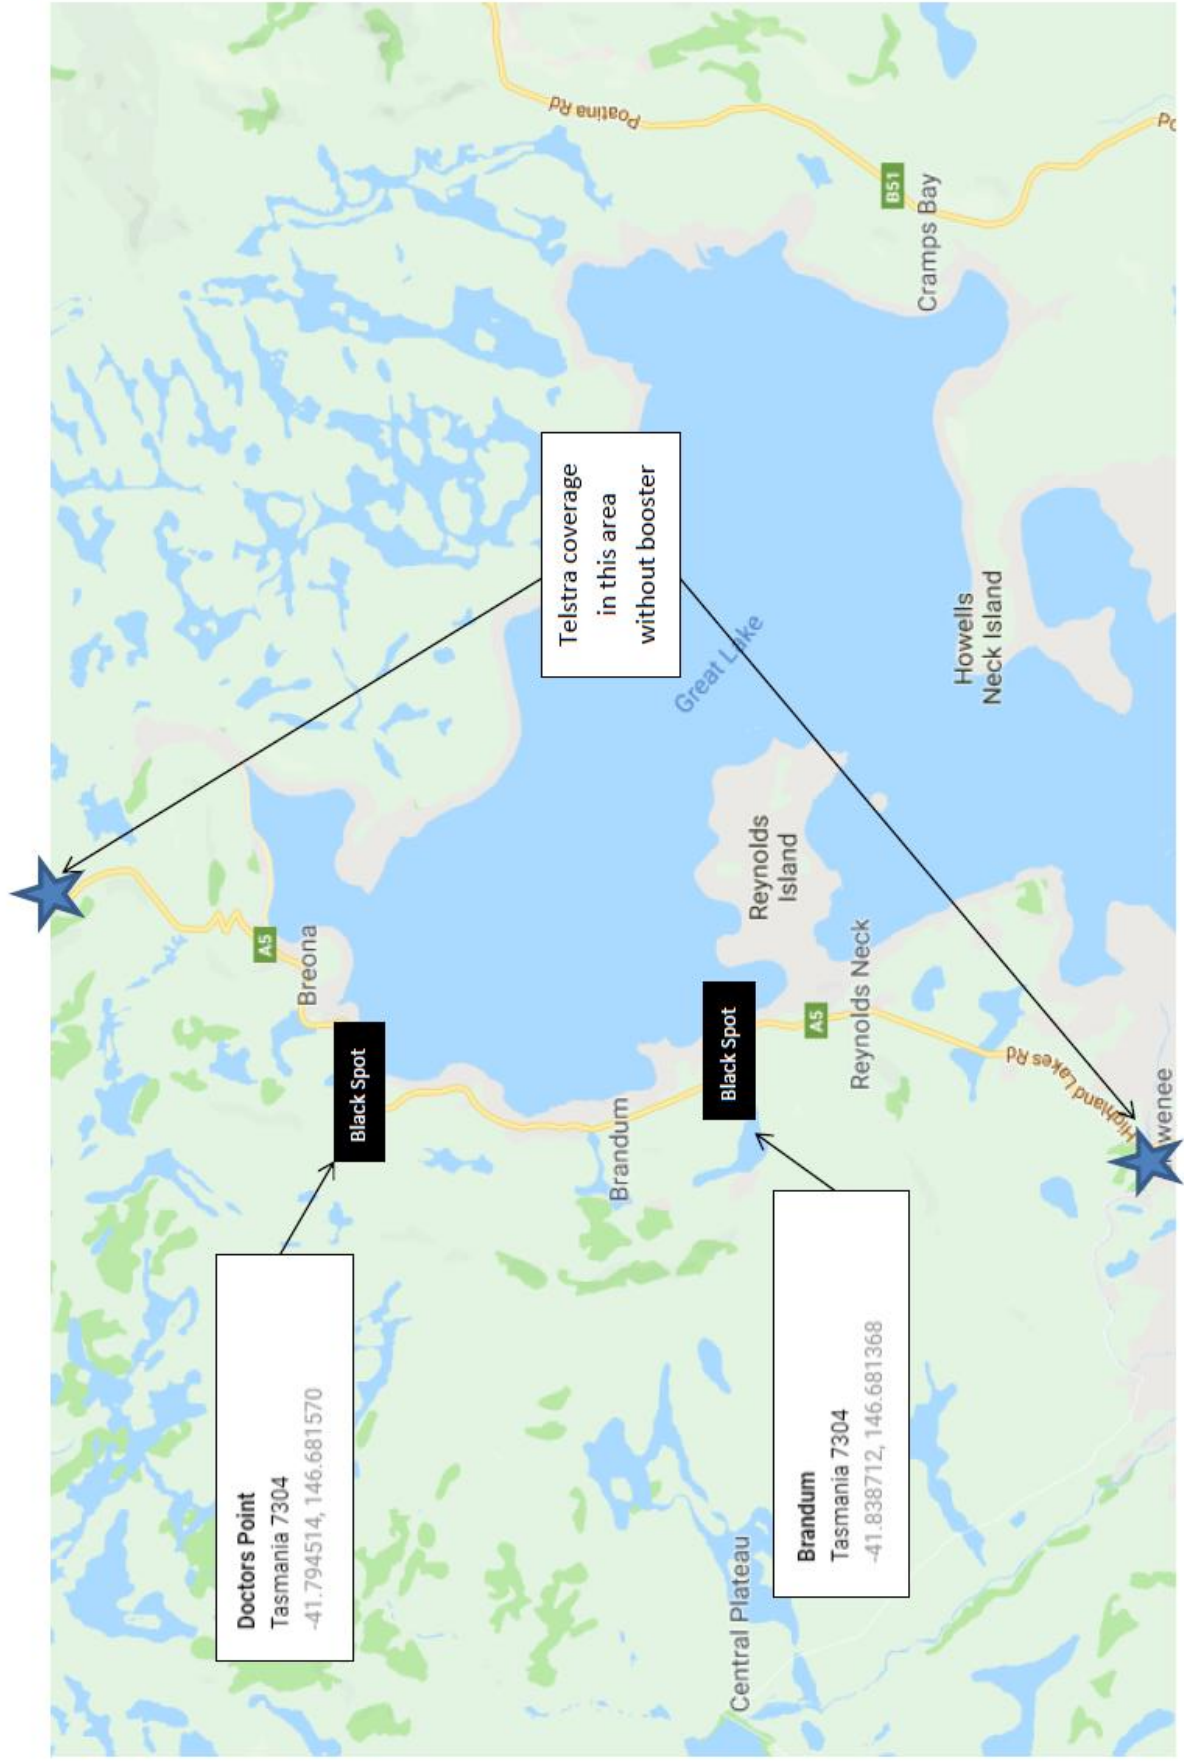 Doctors Point
Tasmania 7304
-41.794514, 146.681570
Black Spot
A5
Breona
Telstra coverage
in this area
without booster
Poatina Rd
Brandum
Great Lake
Black Spot
Brandum
Tasmania 7304
-41.838712, 146.681368
Central Plateau
Reynolds
Island
A5
Reynolds Neck
B51
Cramps Bay
Howells
Neck Island
Highland Lakes Rd
wenee
Po